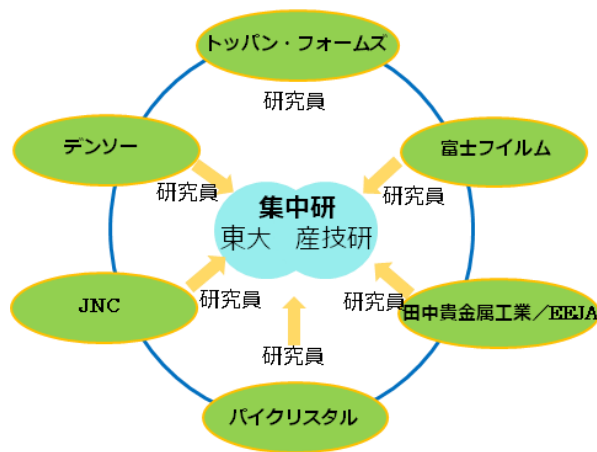 トッパン・フォームズ
研究員
デンソー
富士フイルム
研究員
研究員
集中研
東大　産技研
JNC
研究員
研究員
田中貴金属工業／EEJA
研究員
パイクリスタル